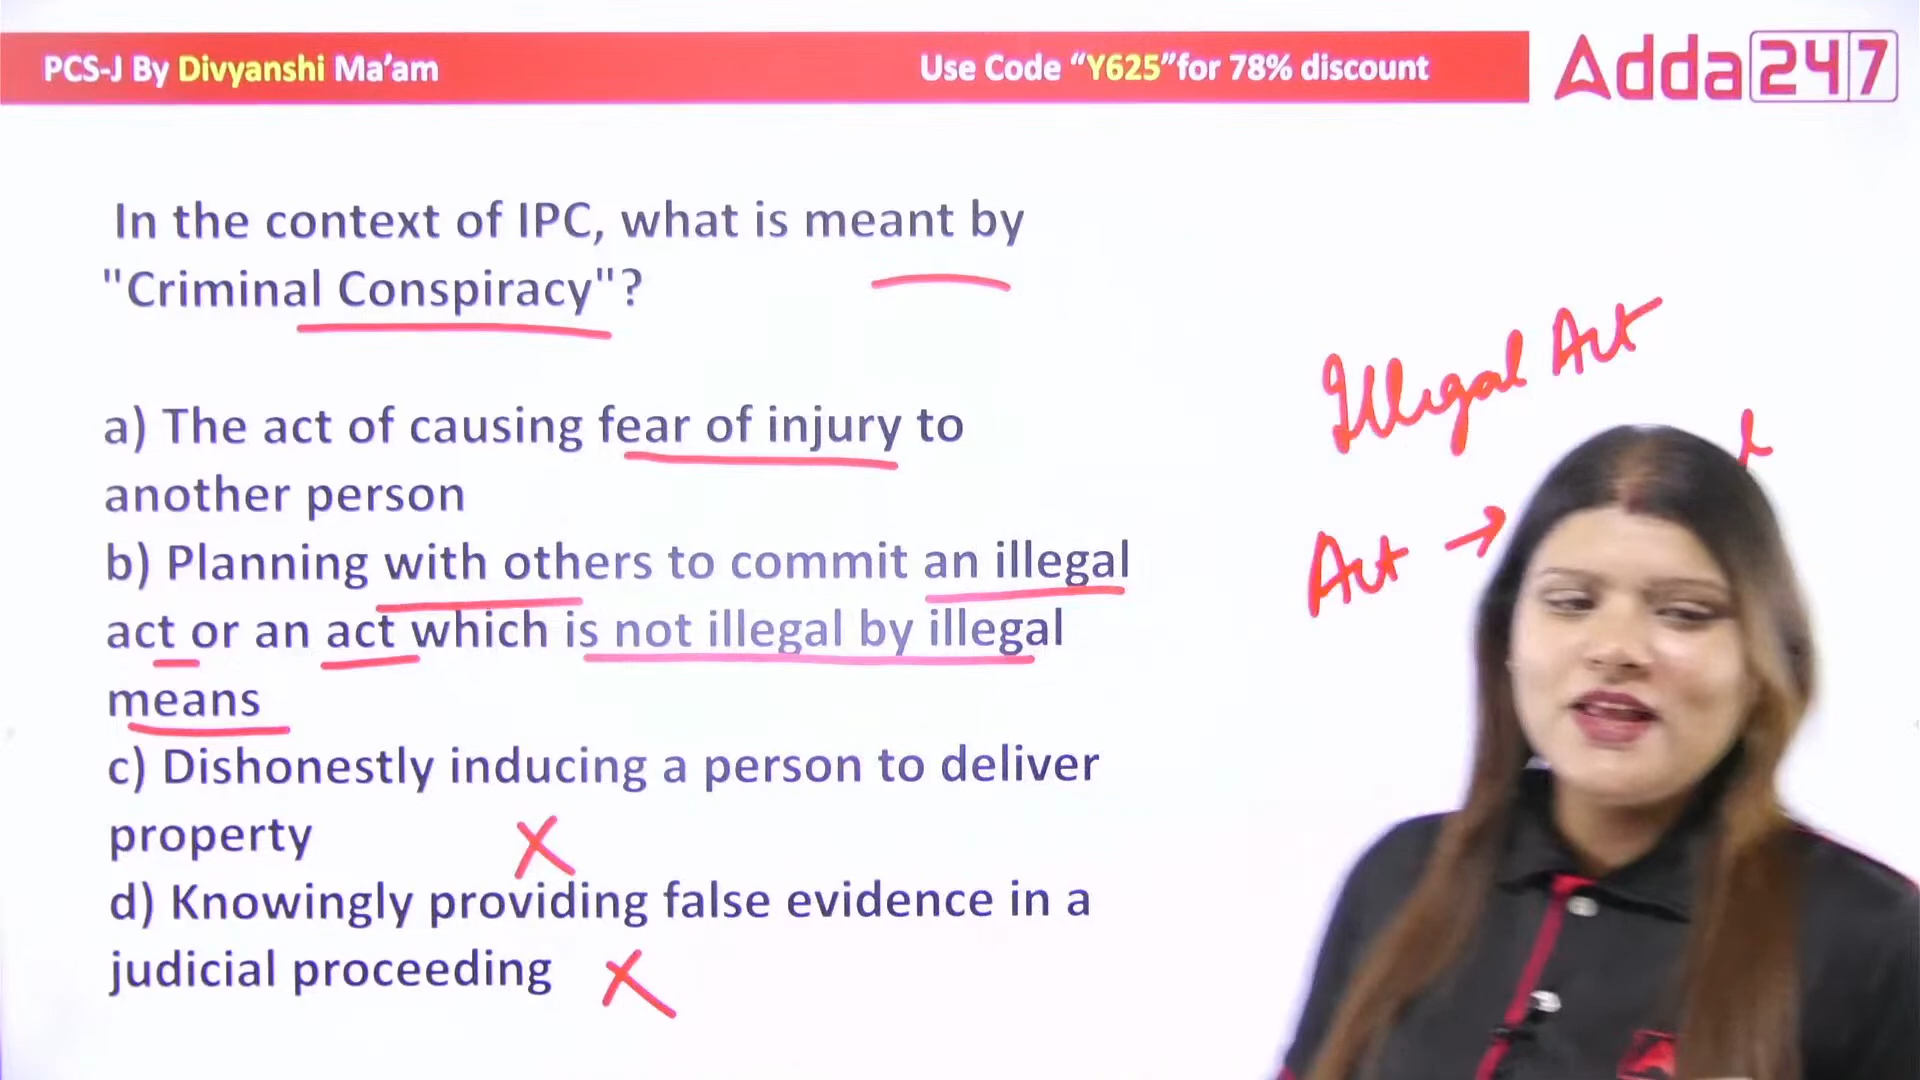 PCS-J By Divyanshi Ma’am
Use Code “Y625”for 78% discount
Adda247
In the context of IPC, what is meant by
"Criminal Conspiracy"?
a) The act of causing fear of injury to
another person
b) Planning with others to commit an illegal
act or an act which is not illegal by illegal
means
c) Dishonestly inducing a person to deliver
property
d) Knowingly providing false evidence in a
judicial proceeding
Illegal Act
Act →